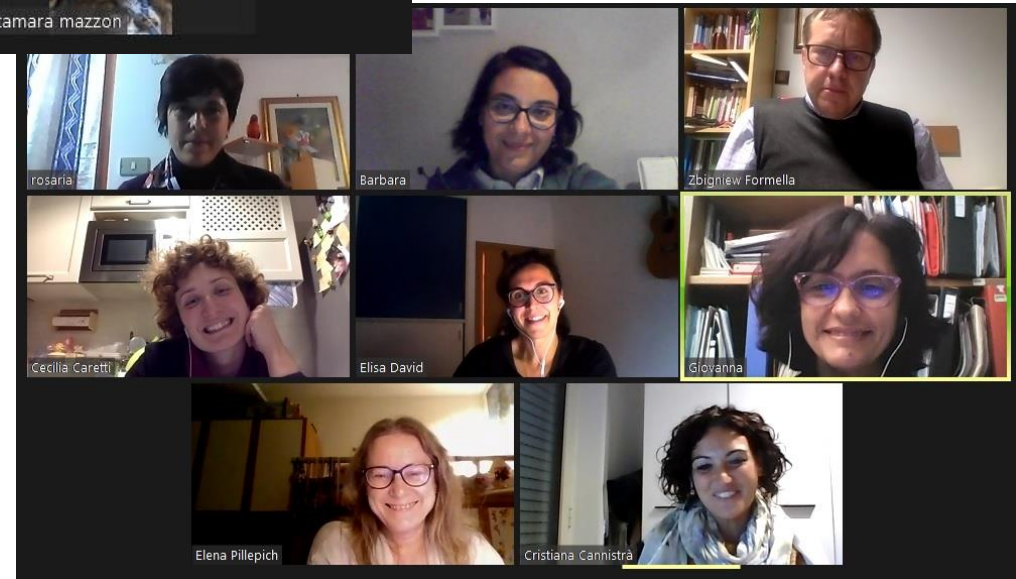 tamara mazzon
rosaria
Barbara
Zbigniew Formella
Cecilia Caretti
Elisa David
Giovanna
Elena Pillepich
Cristiana Cannistrà